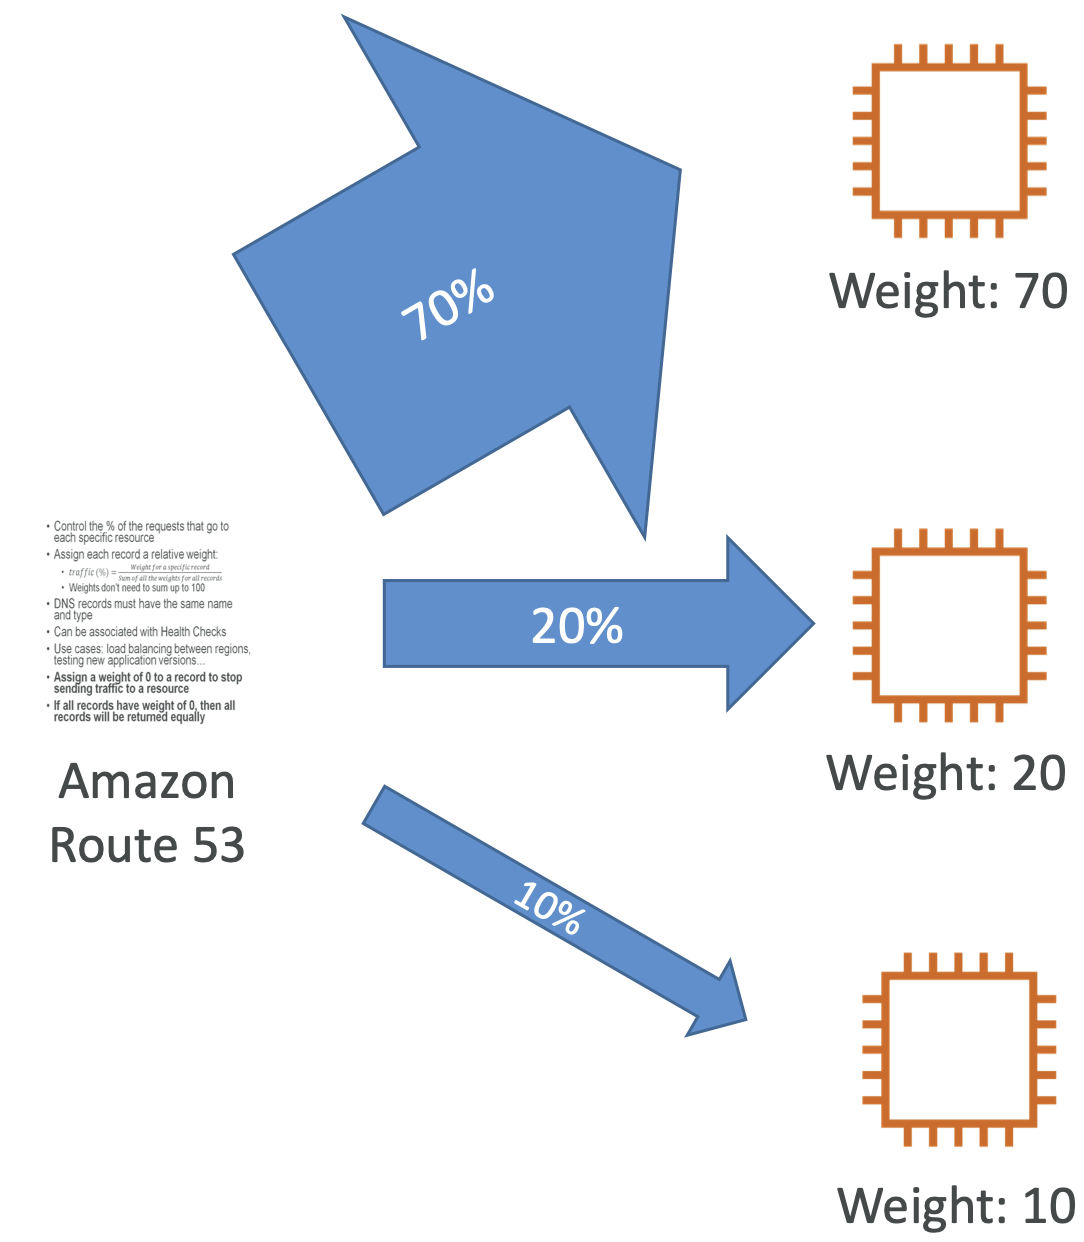 70%
Weight: 70
• Control the % of the requests that go to
each specific resource
• Assign each record a relative weight:
• traffic (%) = Weight for a specific record / Sum of all the weights for all records
• Weights don't need to sum up to 100
• DNS records must have the same name
and type
• Can be associated with Health Checks
• Use cases: load balancing between regions,
testing new application versions…
• Assign a weight of 0 to a record to stop
sending traffic to a resource
• If all records have weight of 0, then all
records will be returned equally
Amazon
Route 53
20%
Weight: 20
10%
Weight: 10